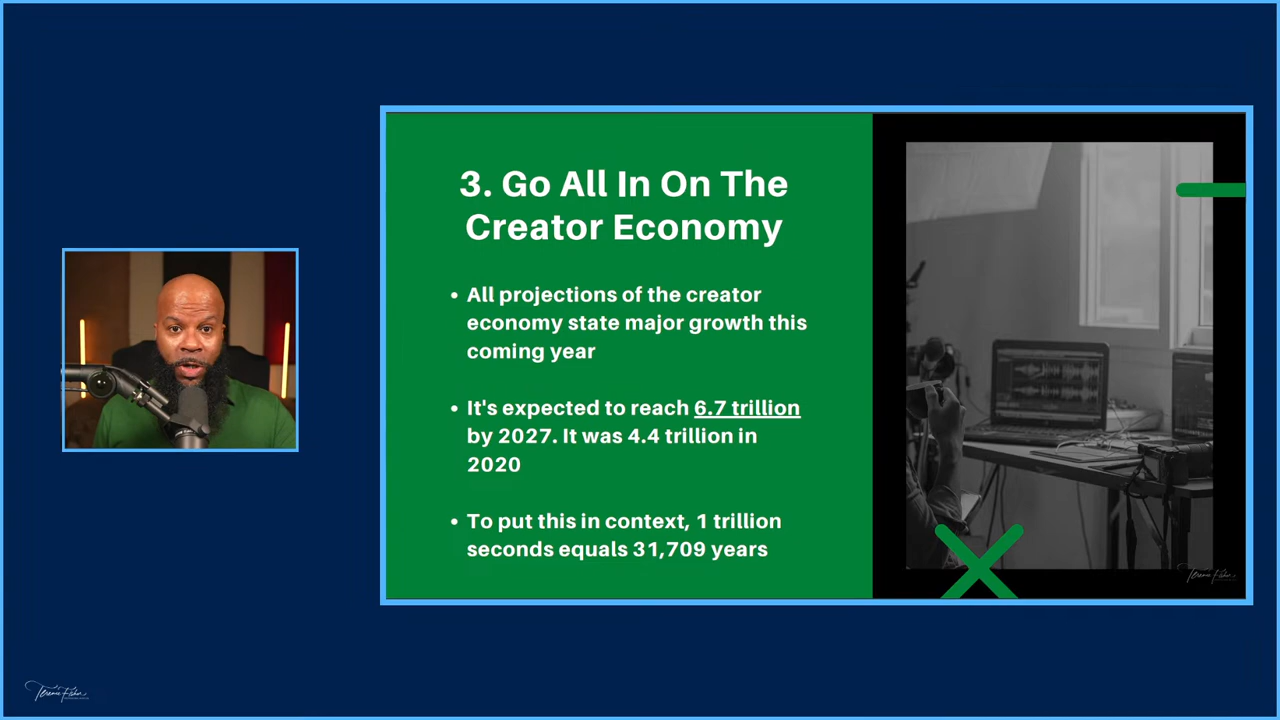 3. Go All In On The
Creator Economy
• All projections of the creator
economy state major growth this
coming year
• It's expected to reach 6.7 trillion
by 2027. It was 4.4 trillion in
2020
• To put this in context, 1 trillion
seconds equals 31,709 years